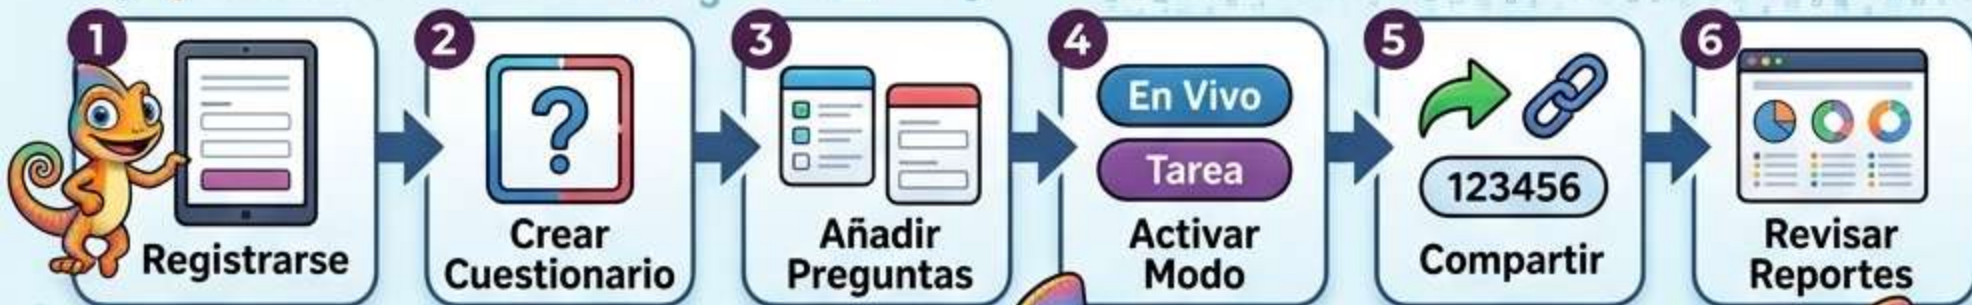 1
Registrarse
2
Crear
Cuestionario
3
Añadir
Preguntas
4
En Vivo
Tarea
Activar
Modo
5
123456
Compartir
6
Revisar
Reportes